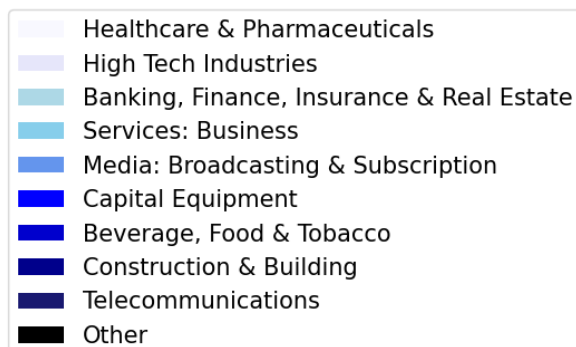 Healthcare & Pharmaceuticals
High Tech Industries
Banking, Finance, Insurance & Real Estate
Services: Business
Media: Broadcasting & Subscription
Capital Equipment
Beverage, Food & Tobacco
Construction & Building
Telecommunications
Other